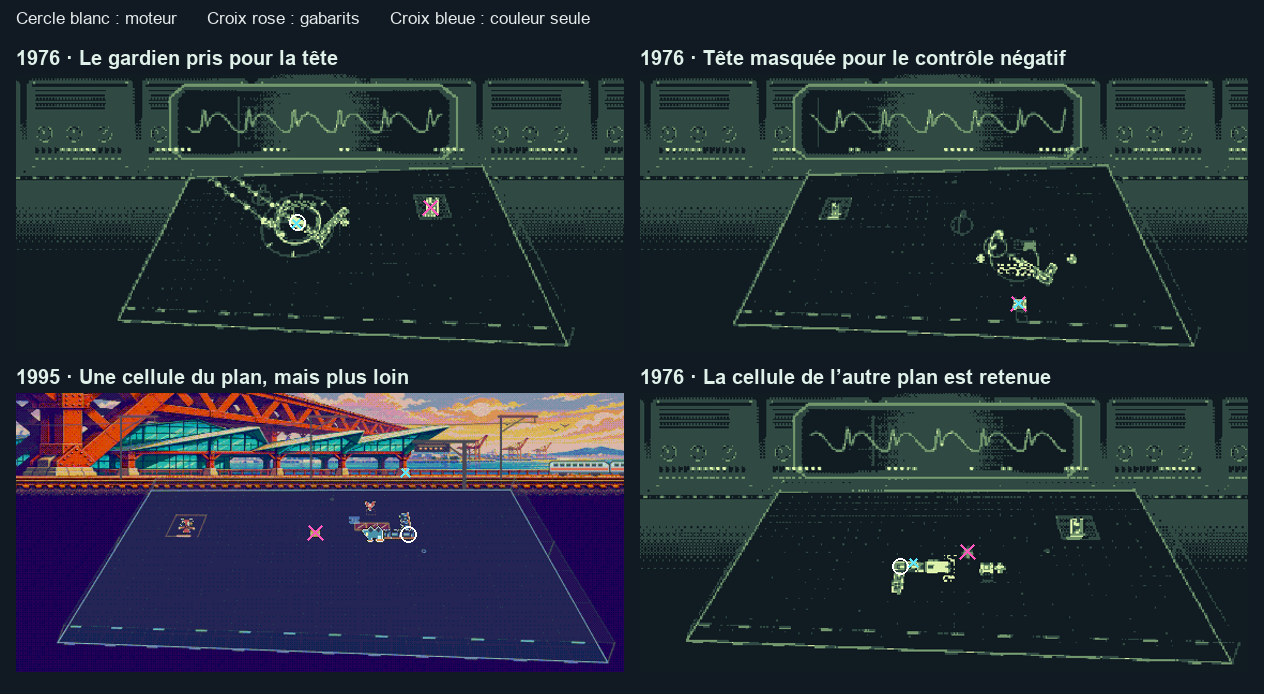 Cercle blanc : moteur Croix rose : gabarits Croix bleue : couleur seule
1976 · Le gardien pris pour la tête
1976 · Tête masquée pour le contrôle négatif
1995 · Une cellule du plan, mais plus loin
1976 · La cellule de l’autre plan est retenue